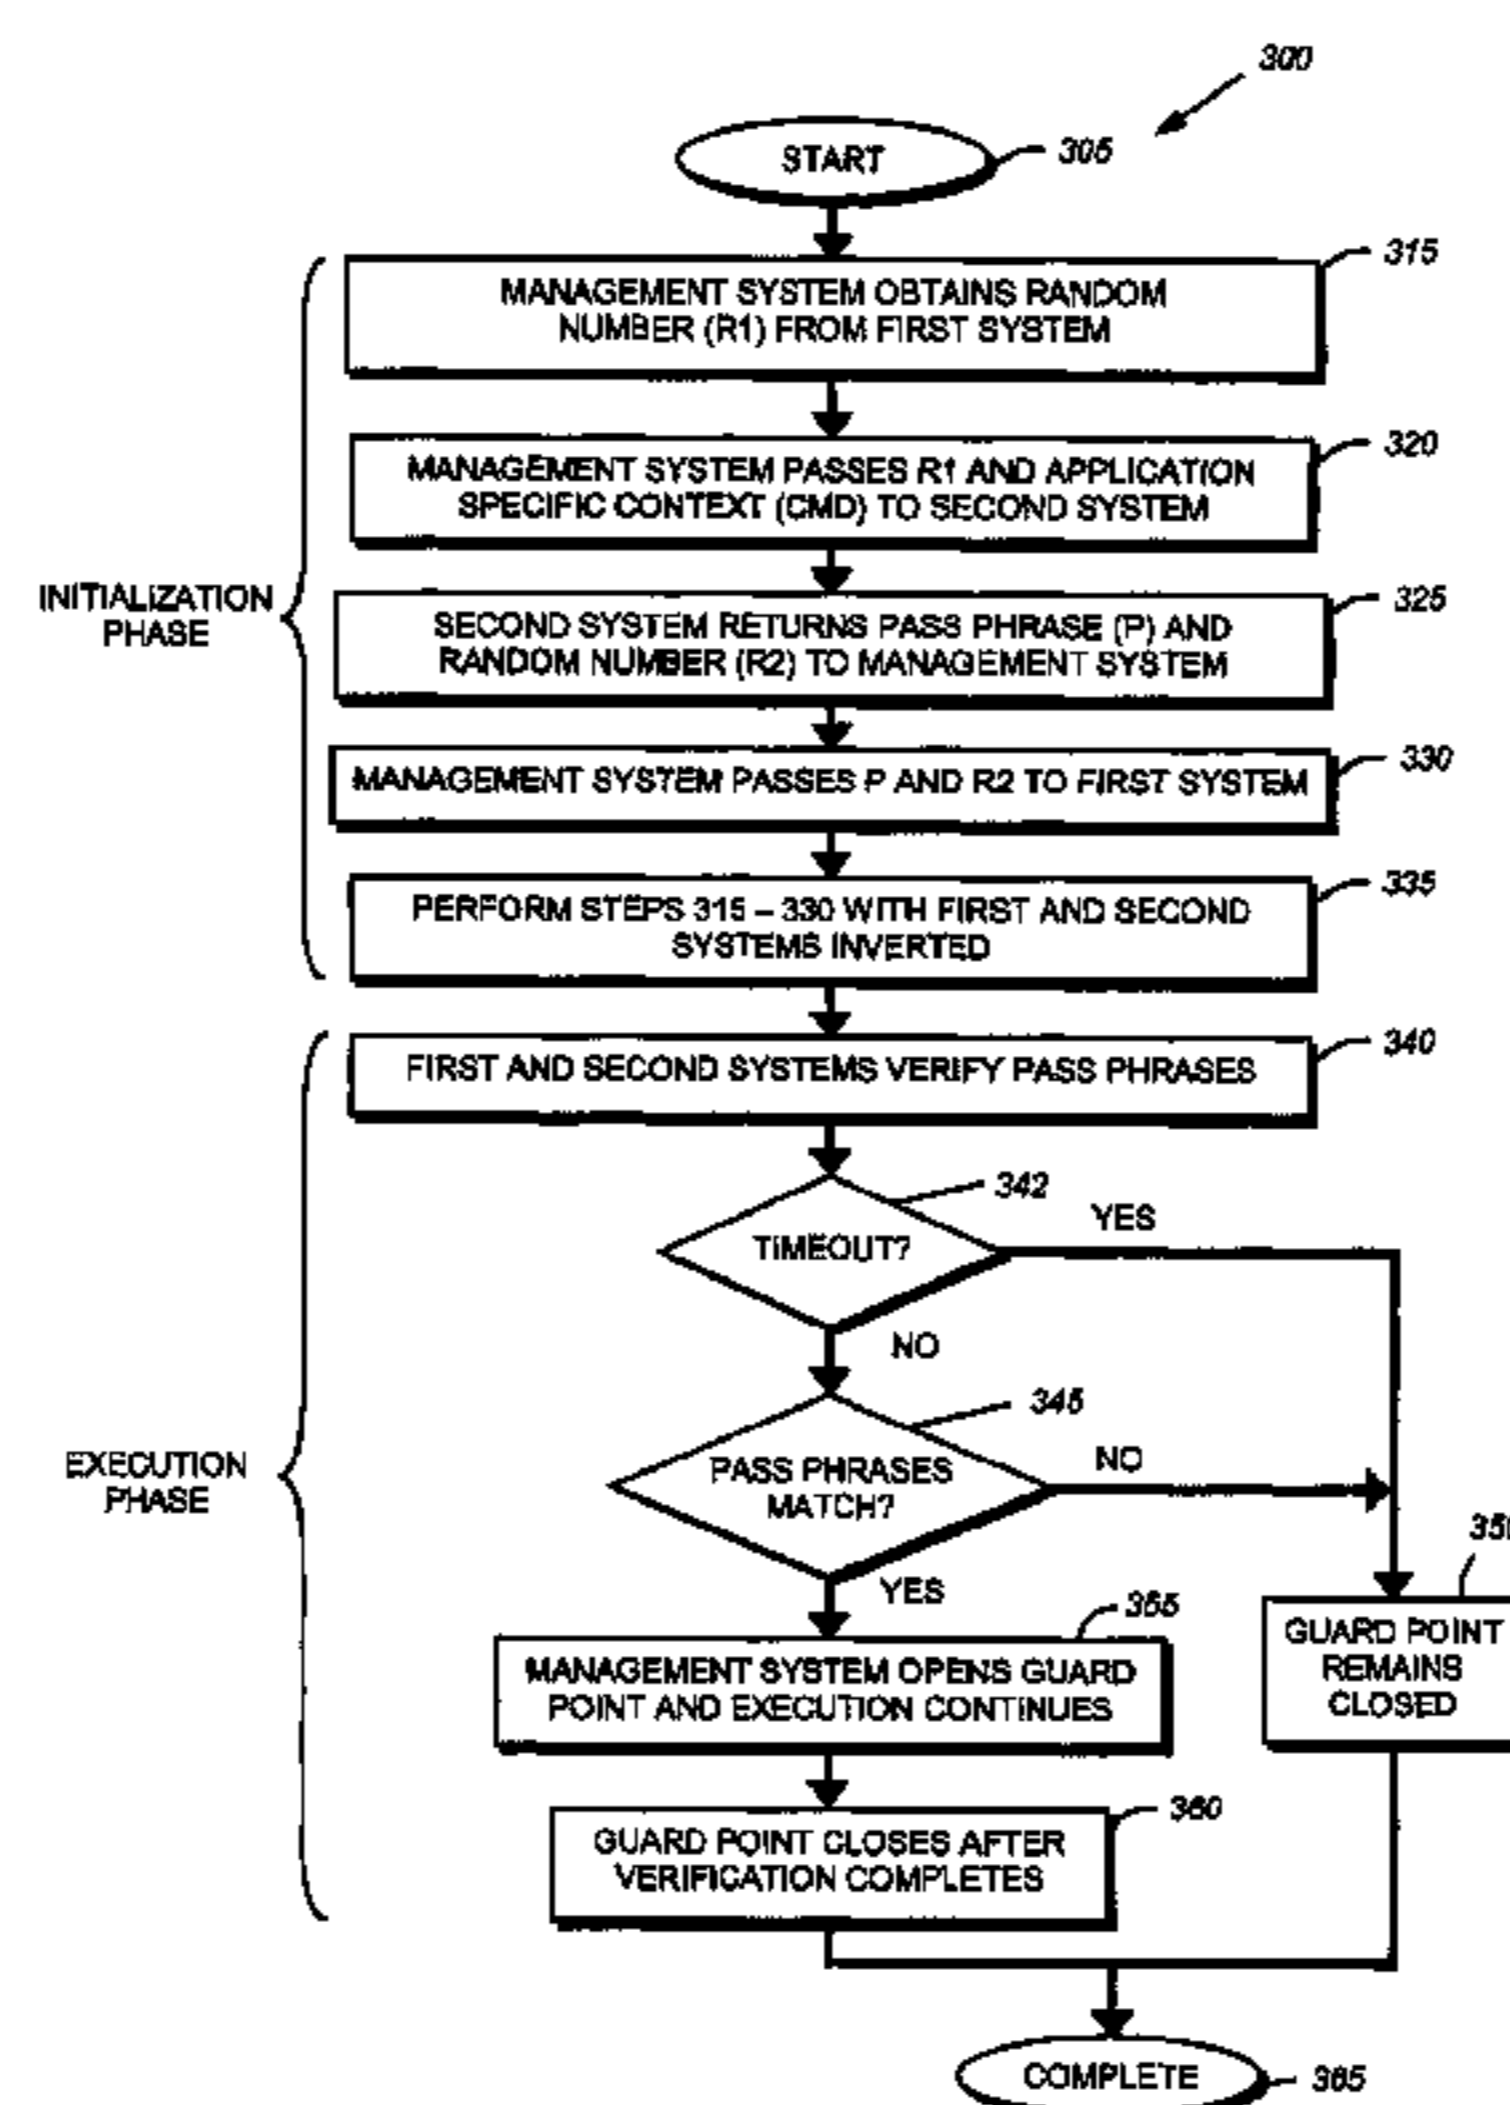 300
START
305
315
MANAGEMENT SYSTEM OBTAINS RANDOM
NUMBER (R1) FROM FIRST SYSTEM
320
MANAGEMENT SYSTEM PASSES R1 AND APPLICATION
SPECIFIC CONTEXT (CMD) TO SECOND SYSTEM
INITIALIZATION
PHASE
325
SECOND SYSTEM RETURNS PASS PHRASE (P) AND
RANDOM NUMBER (R2) TO MANAGEMENT SYSTEM
330
MANAGEMENT SYSTEM PASSES P AND R2 TO FIRST SYSTEM
335
PERFORM STEPS 315 – 330 WITH FIRST AND SECOND
SYSTEMS INVERTED
340
FIRST AND SECOND SYSTEMS VERIFY PASS PHRASES
342
TIMEOUT?
YES
NO
345
EXECUTION
PHASE
PASS PHRASES
MATCH?
NO
YES
355
MANAGEMENT SYSTEM OPENS GUARD
POINT AND EXECUTION CONTINUES
GUARD POINT
REMAINS
CLOSED
360
GUARD POINT CLOSES AFTER
VERIFICATION COMPLETES
COMPLETE
365